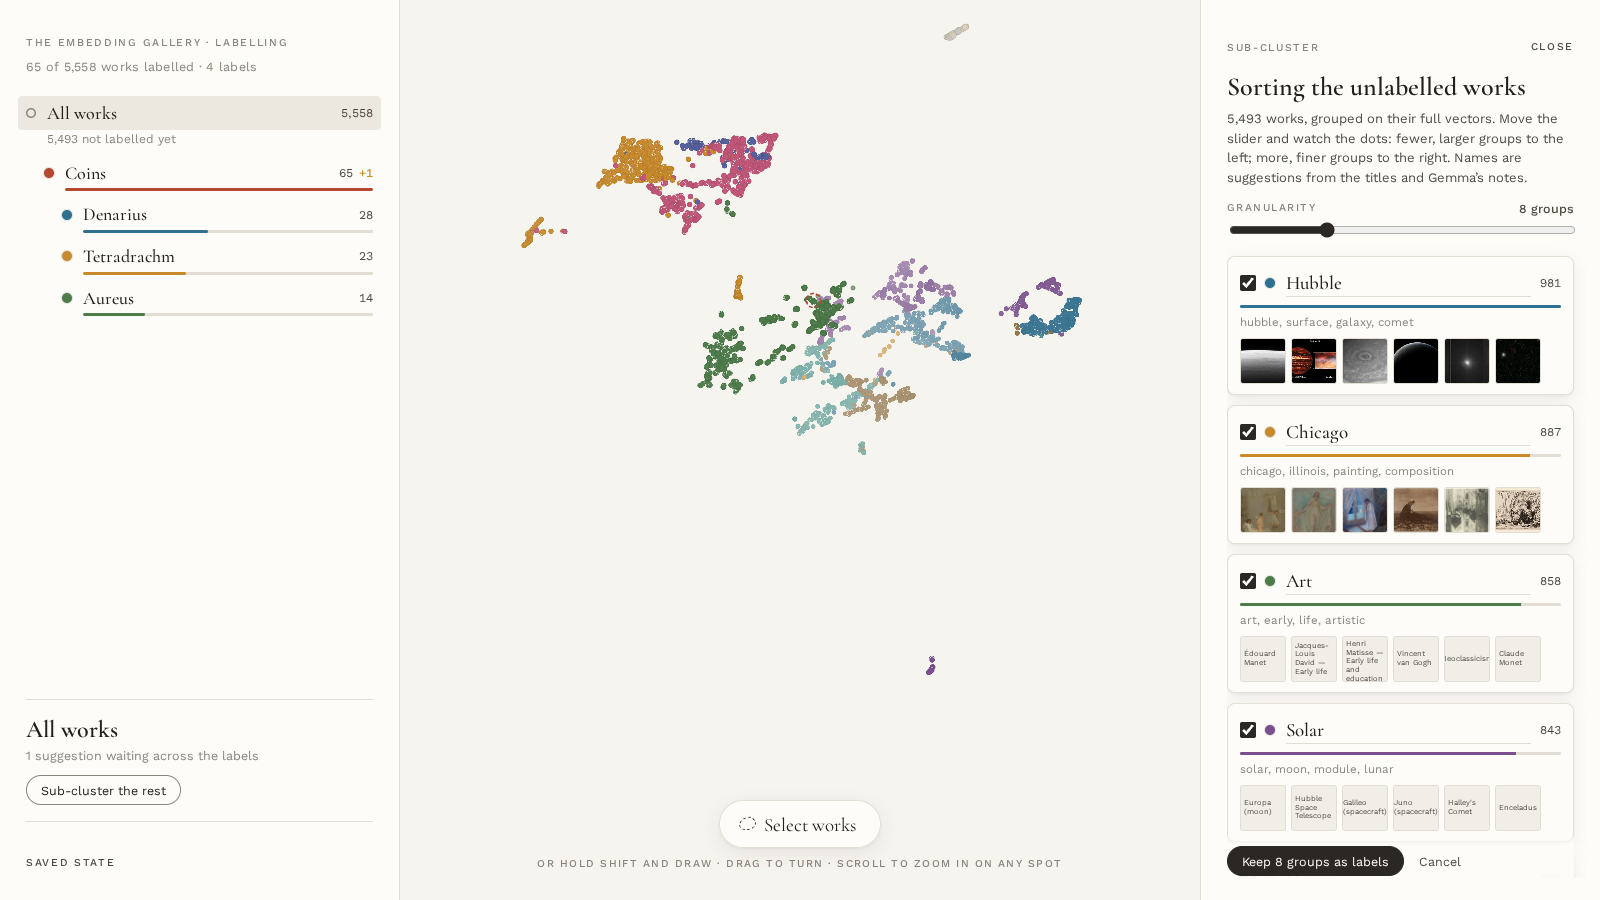 THE EMBEDDING GALLERY · LABELLING
65 of 5,558 works labelled · 4 labels
All works 5,558
5,493 not labelled yet
Coins 65 +1
Denarius 28
Tetradrachm 23
Aureus 14
All works
1 suggestion waiting across the labels
Sub-cluster the rest
SAVED STATE
Select works
OR HOLD SHIFT AND DRAW · DRAG TO TURN · SCROLL TO ZOOM IN ON ANY SPOT
SUB-CLUSTER CLOSE
Sorting the unlabelled works
5,493 works, grouped on their full vectors. Move the
slider and watch the dots: fewer, larger groups to the
left; more, finer groups to the right. Names are
suggestions from the titles and Gemma's notes.
GRANULARITY 8 groups
Hubble 981
hubble, surface, galaxy, comet
Chicago 887
chicago, illinois, painting, composition
Art 858
art, early, life, artistic
Édouard
Manet
Jacques-
Louis
David —
Early life
Henri
Matisse —
Early life
and
education
Vincent
van Gogh
Claude
Monet
Solar 843
solar, moon, module, lunar
Europa
(moon)
Hubble
Space
Telescope
Galileo
(spacecraft)
Juno
(spacecraft)
Halley's
Comet
Enceladus
Keep 8 groups as labels Cancel